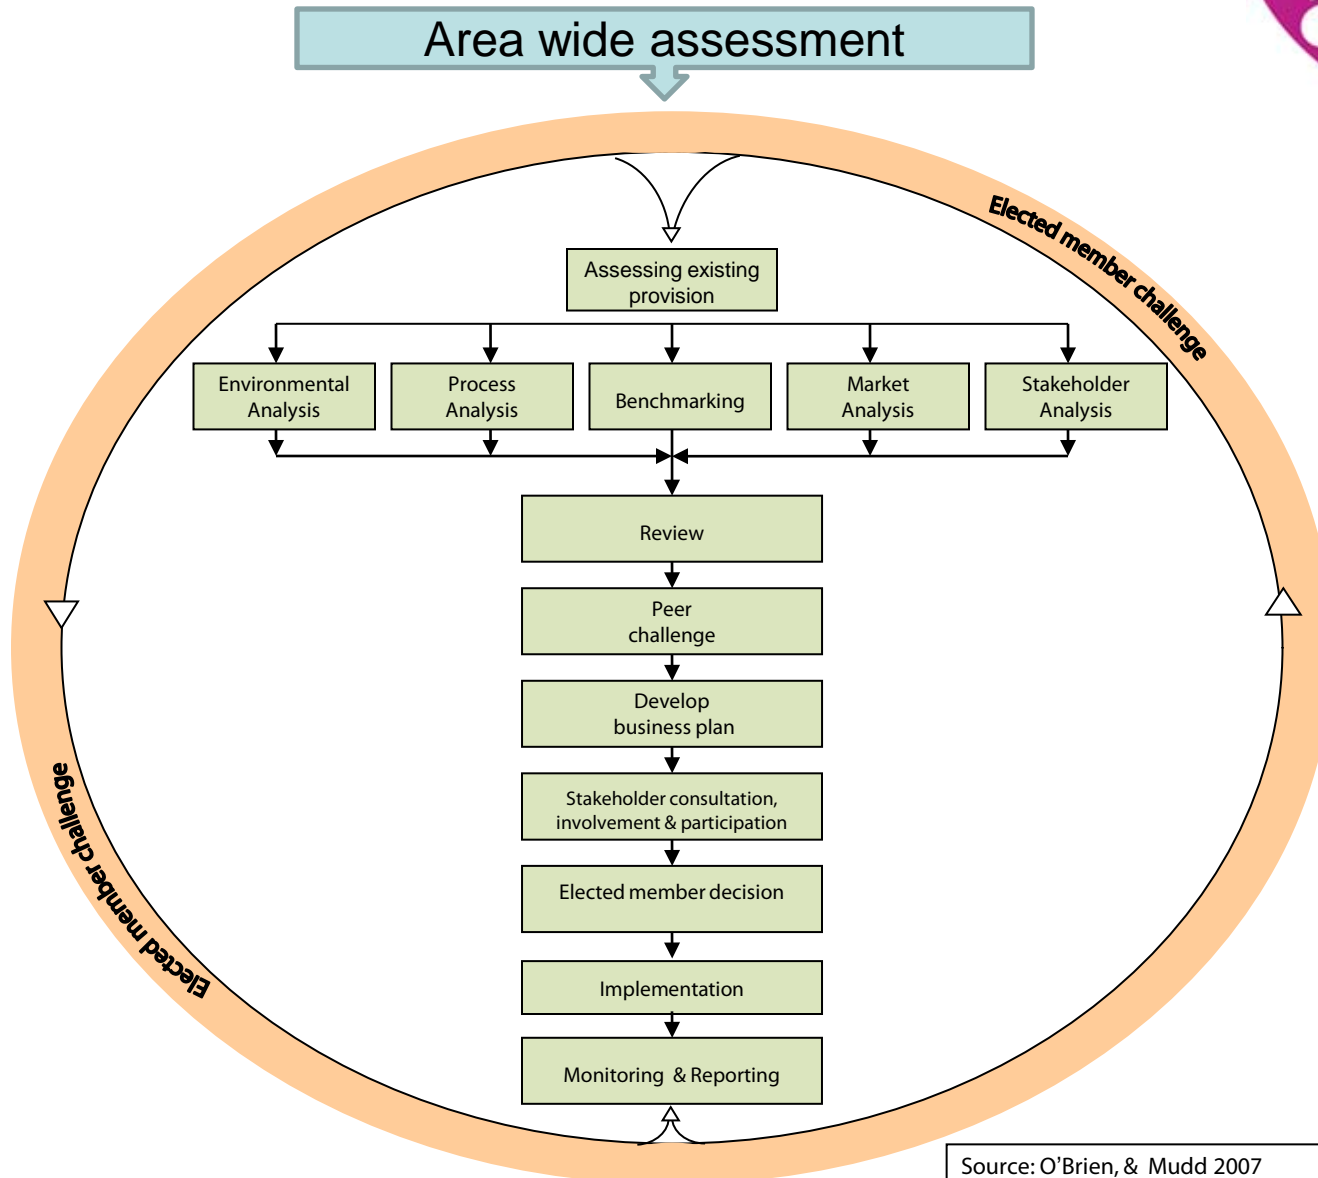 Area wide assessment
Elected member challenge
Assessing existing
provision
Environmental
Analysis
Process
Analysis
Benchmarking
Market
Analysis
Stakeholder
Analysis
Review
Peer
challenge
Develop
business plan
Stakeholder consultation,
involvement & participation
Elected member decision
Implementation
Monitoring & Reporting
Elected member challenge
Source: O'Brien, & Mudd 2007